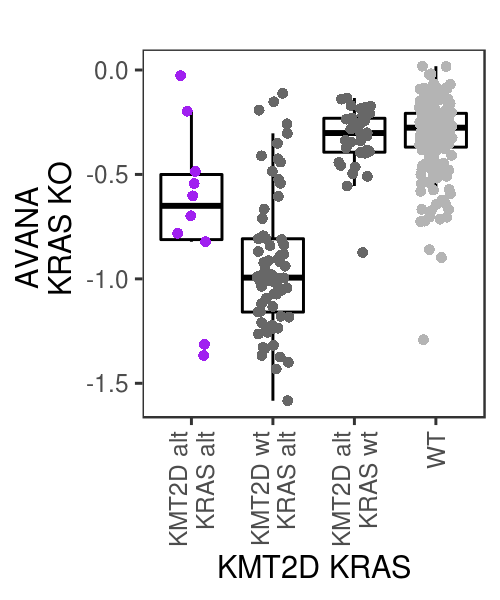 AVANA
KRAS KO
0.0
-0.5
-1.0
-1.5
KMT2D alt
KRAS alt
KMT2D wt
KRAS alt
KMT2D alt
KRAS wt
WT
KMT2D KRAS